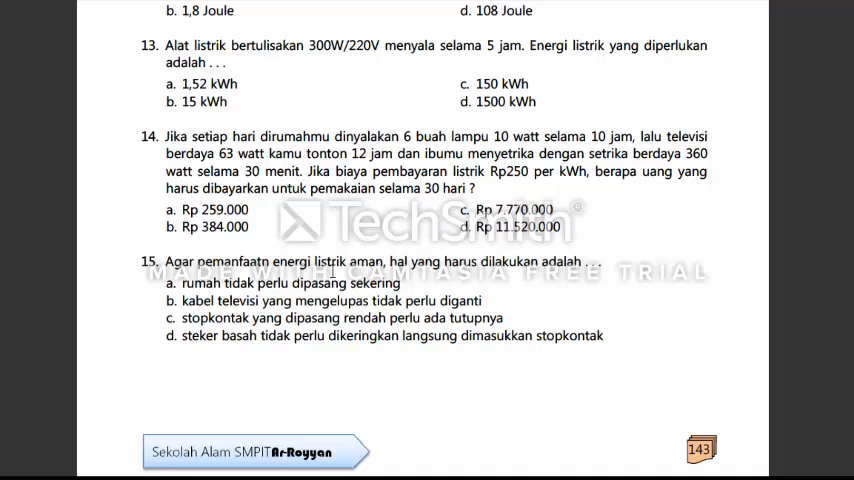 b. 1,8 Joule
d. 108 Joule
13. Alat listrik bertulisakan 300W/220V menyala selama 5 jam. Energi listrik yang diperlukan
adalah . . .
a. 1,52 kWh
c. 150 kWh
b. 15 kWh
d. 1500 kWh
14. Jika setiap hari dirumahmu dinyalakan 6 buah lampu 10 watt selama 10 jam, lalu televisi
berdaya 63 watt kamu tonton 12 jam dan ibumu menyetrika dengan setrika berdaya 360
watt selama 30 menit. Jika biaya pembayaran listrik Rp250 per kWh, berapa uang yang
harus dibayarkan untuk pemakaian selama 30 hari ?
a. Rp 259.000
c. Rp 7.770.000
b. Rp 384.000
d. Rp 11.520.000
TechSmith®
15. Agar pemanfaatn energi listrik aman, hal yang harus dilakukan adalah . . .
MADE WITH CAMTASIA FREE TRIAL
a. rumah tidak perlu dipasang sekering
b. kabel televisi yang mengelupas tidak perlu diganti
c. stopkontak yang dipasang rendah perlu ada tutupnya
d. steker basah tidak perlu dikeringkan langsung dimasukkan stopkontak
Sekolah Alam SMPITAr-Royyan
143